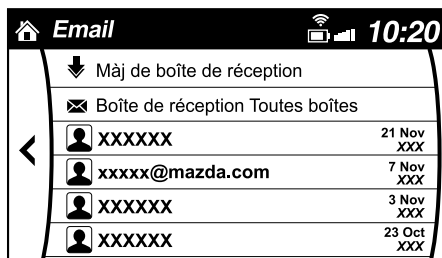 Email 10:20
Màj de boîte de réception
Boîte de réception Toutes boîtes
XXXXXX 21 Nov
XXX
xxxxx@mazda.com 7 Nov
XXX
XXXXXX 3 Nov
XXX
XXXXXX 23 Oct
XXX